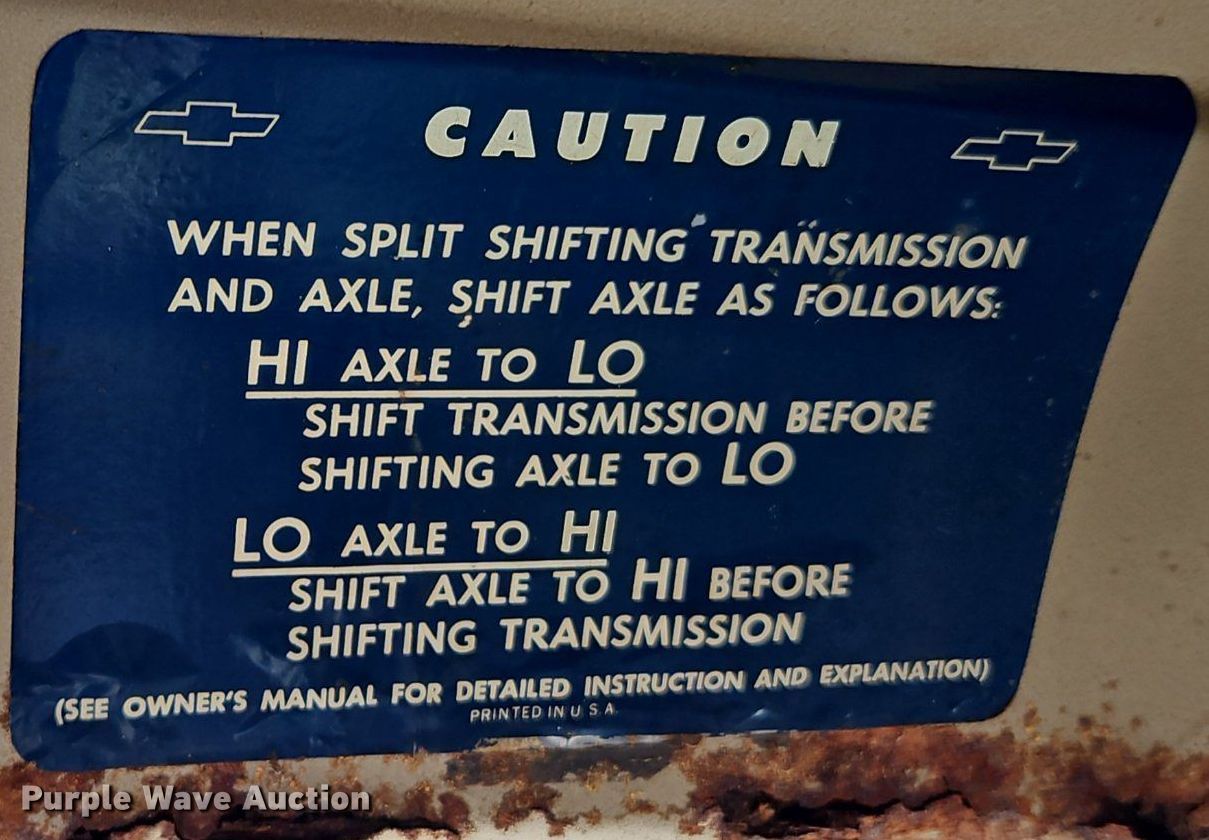 CAUTION
WHEN SPLIT SHIFTING TRANSMISSION
AND AXLE, SHIFT AXLE AS FOLLOWS:
HI AXLE TO LO
SHIFT TRANSMISSION BEFORE
SHIFTING AXLE TO LO
LO AXLE TO HI
SHIFT AXLE TO HI BEFORE
SHIFTING TRANSMISSION
(SEE OWNER'S MANUAL FOR DETAILED INSTRUCTION AND EXPLANATION)
PRINTED IN U.S.A.
Purple Wave Auction